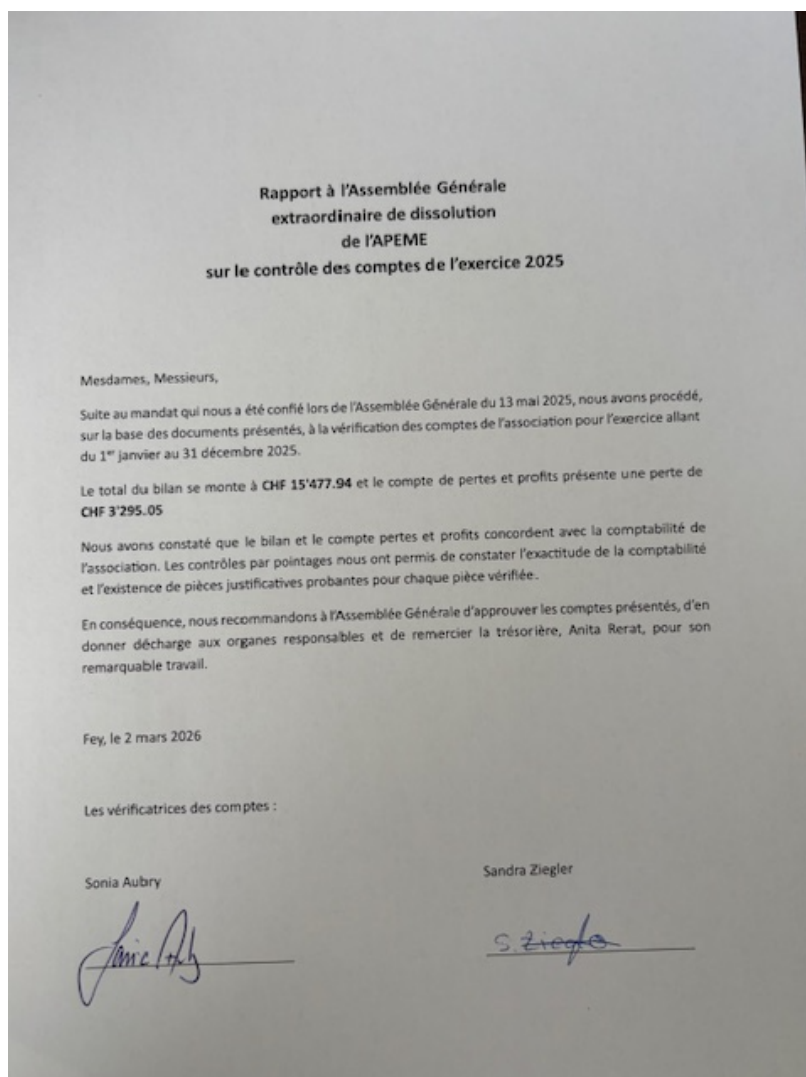 Rapport à l'Assemblée Générale
extraordinaire de dissolution
de l'APEME
sur le contrôle des comptes de l'exercice 2025
Mesdames, Messieurs,
Suite au mandat qui nous a été confié lors de l'Assemblée Générale du 13 mai 2025, nous avons procédé,
sur la base des documents présentés, à la vérification des comptes de l'association pour l'exercice allant
du 1er janvier au 31 décembre 2025.
Le total du bilan se monte à CHF 15'477.94 et le compte de pertes et profits présente une perte de
CHF 3'295.05
Nous avons constaté que le bilan et le compte pertes et profits concordent avec la comptabilité de
l'association. Les contrôles par pointages nous ont permis de constater l'exactitude de la comptabilité
et l'existence de pièces justificatives probantes pour chaque pièce vérifiée.
En conséquence, nous recommandons à l'Assemblée Générale d'approuver les comptes présentés, d'en
donner décharge aux organes responsables et de remercier la trésorière, Anita Rerat, pour son
remarquable travail.
Fey, le 2 mars 2026
Les vérificatrices des comptes :
Sonia Aubry
Sandra Ziegler
S. Ziegler